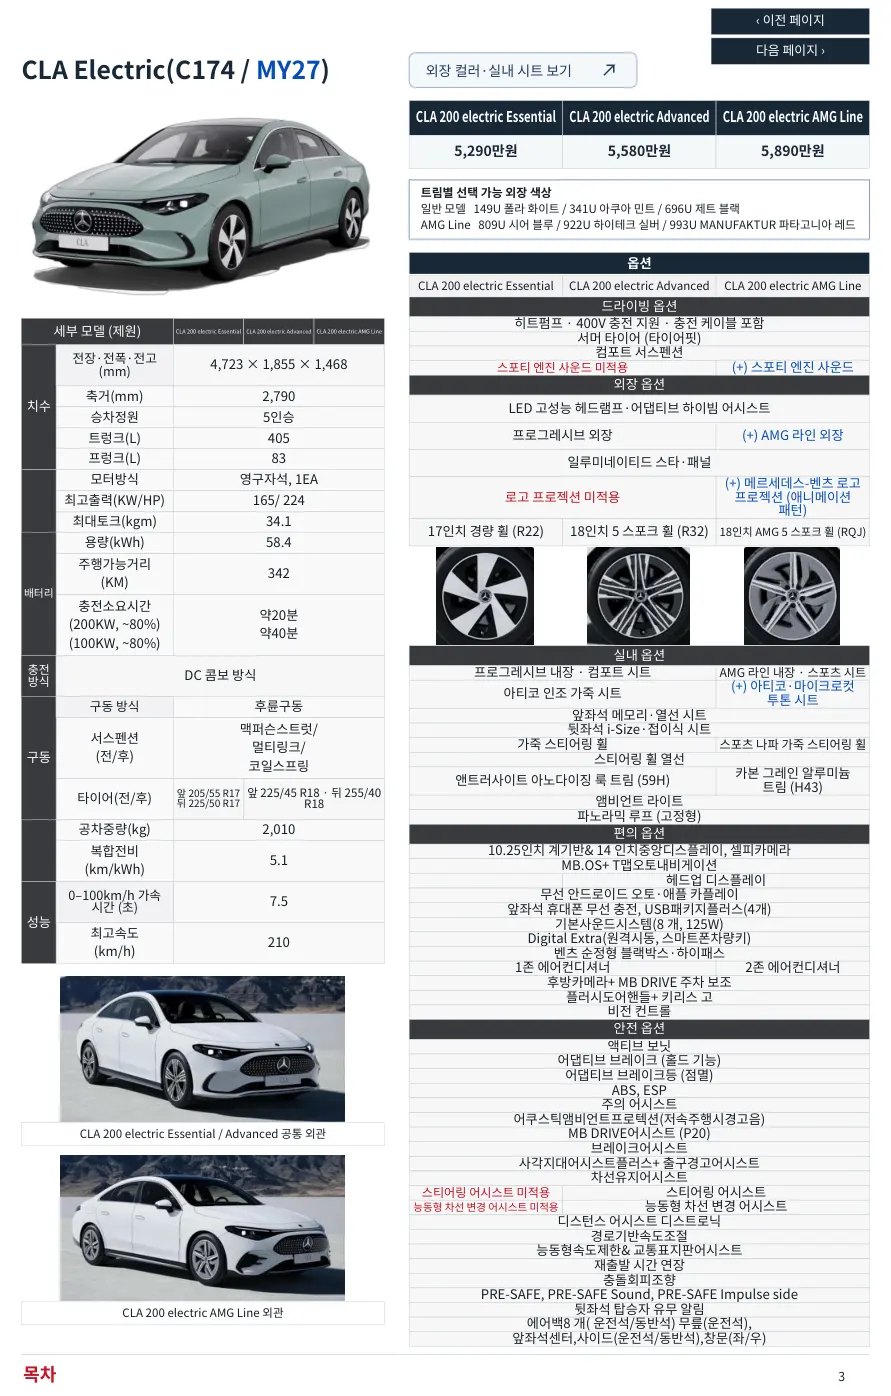 ‹ 이전 페이지
다음 페이지 ›
CLA Electric(C174 / MY27)
외장 컬러·실내 시트 보기
CLA 200 electric Essential CLA 200 electric Advanced CLA 200 electric AMG Line
5,290만원 5,580만원 5,890만원
트림별 선택 가능 외장 색상
일반 모델 149U 폴라 화이트 / 341U 아쿠아 민트 / 696U 제트 블랙
AMG Line 809U 시어 블루 / 922U 하이테크 실버 / 993U MANUFAKTUR 파타고니아 레드
CLA
세부 모델 (제원) CLA 200 electric Essential CLA 200 electric Advanced CLA 200 electric AMG Line
치수
전장·전폭·전고
(mm)
4,723 × 1,855 × 1,468
축거(mm) 2,790
승차정원 5인승
트렁크(L) 405
프렁크(L) 83
모터방식 영구자석, 1EA
최고출력(KW/HP) 165/ 224
최대토크(kgm) 34.1
배터리
용량(kWh) 58.4
주행가능거리
(KM)
342
충전소요시간
(200KW, ~80%)
(100KW, ~80%)
약20분
약40분
충전
방식
DC 콤보 방식
구동
구동 방식 후륜구동
서스펜션
(전/후)
맥퍼슨스트럿/
멀티링크/
코일스프링
타이어(전/후)
앞 205/55 R17
뒤 225/50 R17
앞 225/45 R18 · 뒤 255/40
R18
공차중량(kg) 2,010
복합전비
(km/kWh)
5.1
성능
0–100km/h 가속
시간 (초)
7.5
최고속도
(km/h)
210
CLA 200 electric Essential / Advanced 공통 외관
CLA 200 electric AMG Line 외관
옵션
CLA 200 electric Essential CLA 200 electric Advanced CLA 200 electric AMG Line
드라이빙 옵션
히트펌프 · 400V 충전 지원 · 충전 케이블 포함
서머 타이어 (타이어핏)
컴포트 서스펜션
스포티 엔진 사운드 미적용 (+) 스포티 엔진 사운드
외장 옵션
LED 고성능 헤드램프·어댑티브 하이빔 어시스트
프로그레시브 외장 (+) AMG 라인 외장
일루미네이티드 스타·패널
로고 프로젝션 미적용
(+) 메르세데스-벤츠 로고
프로젝션 (애니메이션
패턴)
17인치 경량 휠 (R22) 18인치 5 스포크 휠 (R32) 18인치 AMG 5 스포크 휠 (RQJ)
실내 옵션
프로그레시브 내장 · 컴포트 시트 AMG 라인 내장 · 스포츠 시트
아티코 인조 가죽 시트
(+) 아티코·마이크로컷
투톤 시트
앞좌석 메모리·열선 시트
뒷좌석 i-Size·접이식 시트
가죽 스티어링 휠 스포츠 나파 가죽 스티어링 휠
스티어링 휠 열선
앤트러사이트 아노다이징 룩 트림 (59H)
카본 그레인 알루미늄
트림 (H43)
앰비언트 라이트
파노라믹 루프 (고정형)
편의 옵션
10.25인치 계기반& 14 인치중앙디스플레이, 셀피카메라
MB.OS+ T맵오토내비게이션
헤드업 디스플레이
무선 안드로이드 오토·애플 카플레이
앞좌석 휴대폰 무선 충전, USB패키지플러스(4개)
기본사운드시스템(8 개, 125W)
Digital Extra(원격시동, 스마트폰차량키)
벤츠 순정형 블랙박스·하이패스
1존 에어컨디셔너 2존 에어컨디셔너
후방카메라+ MB DRIVE 주차 보조
플러시도어핸들+ 키리스 고
비전 컨트롤
안전 옵션
액티브 보닛
어댑티브 브레이크 (홀드 기능)
어댑티브 브레이크등 (점멸)
ABS, ESP
주의 어시스트
어쿠스틱앰비언트프로텍션(저속주행시경고음)
MB DRIVE어시스트 (P20)
브레이크어시스트
사각지대어시스트플러스+ 출구경고어시스트
차선유지어시스트
스티어링 어시스트 미적용 스티어링 어시스트
능동형 차선 변경 어시스트 미적용 능동형 차선 변경 어시스트
디스턴스 어시스트 디스트로닉
경로기반속도조절
능동형속도제한& 교통표지판어시스트
재출발 시간 연장
충돌회피조향
PRE-SAFE, PRE-SAFE Sound, PRE-SAFE Impulse side
뒷좌석 탑승자 유무 알림
에어백8 개( 운전석/동반석) 무릎(운전석),
앞좌석센터,사이드(운전석/동반석),창문(좌/우)
목차
3